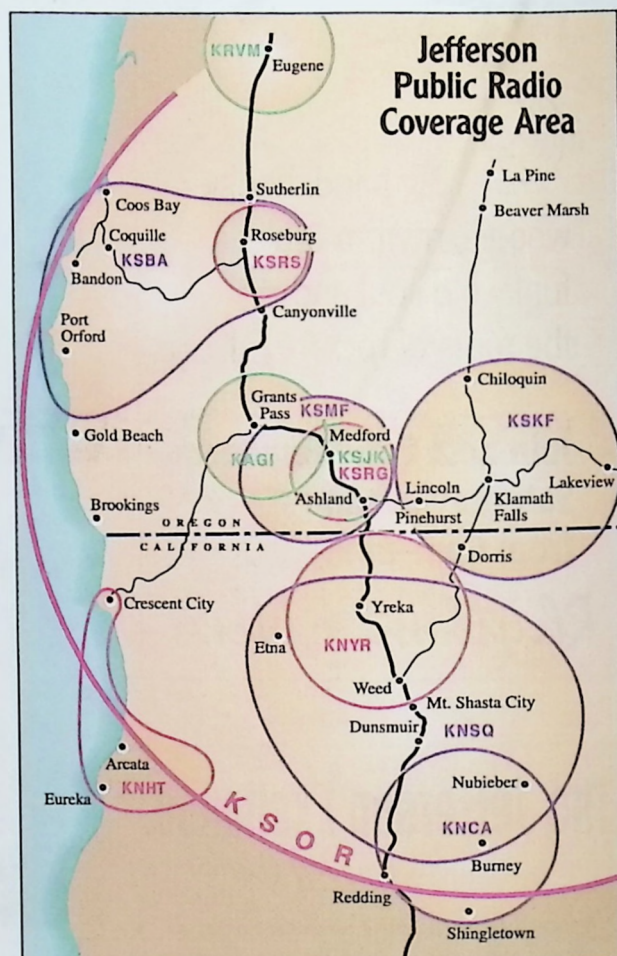 Jefferson
Public Radio
Coverage Area
KRVM
Eugene
La Pine
Beaver Marsh
Sutherlin
Coos Bay
Coquille
KSBA
Bandon
Roseburg
KSRS
Port
Orford
Canyonville
Chiloquin
Grants
Pass
KSMF
KSKF
Gold Beach
Medford
KAGI
KSJK
KSRG
Lakeview
Ashland
Lincoln
Pinehurst
Klamath
Falls
Brookings
OREGON
CALIFORNIA
Dorris
Crescent City
Yreka
Etna
KNYR
Weed
Mt. Shasta City
Dunsmuir
KNSQ
Arcata
Eureka
KNHT
Nubieber
KSOR
KNCA
Burney
Redding
Shingletown